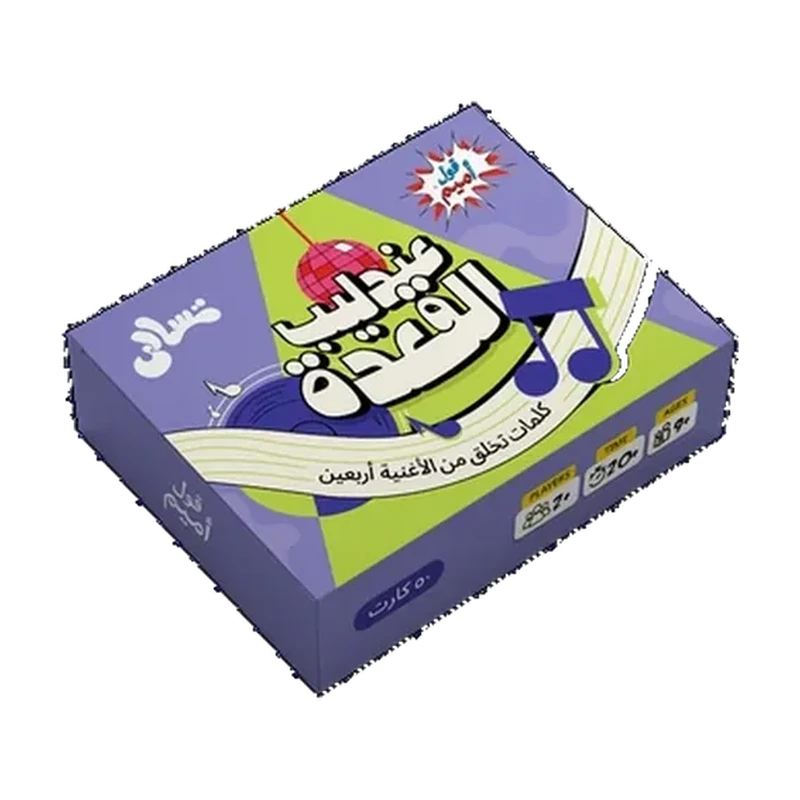 قول
أميم
عندليب
القعدة
تسالي
كلمات تخلق من الأغنية أربعين
قول
أميم
٥٠ كارت
PLAYERS
2+
TIME
20+
AGES
9+